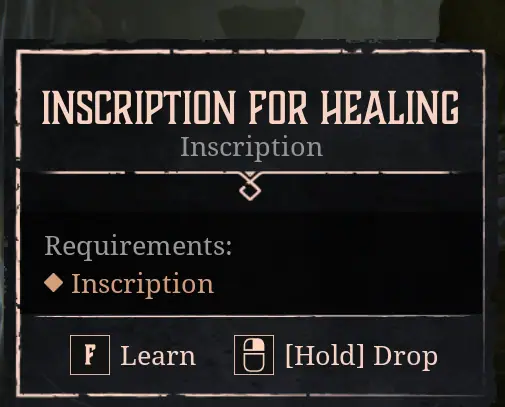 INSCRIPTION FOR HEALING
Inscription
Requirements:
Inscription
F Learn [Hold] Drop